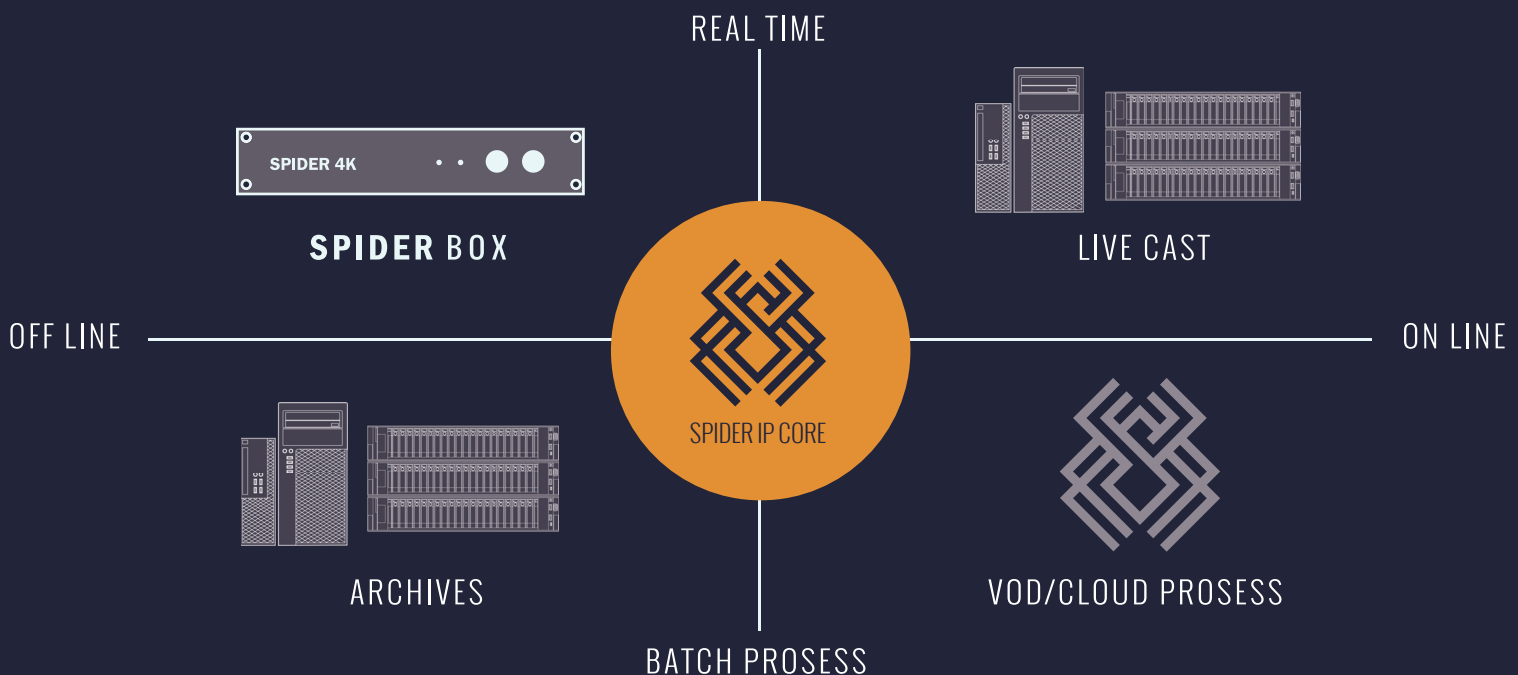 REAL TIME
SPIDER 4K
SPIDER BOX
LIVE CAST
OFF LINE
ON LINE
SPIDER IP CORE
ARCHIVES
VOD/CLOUD PROSESS
BATCH PROSESS